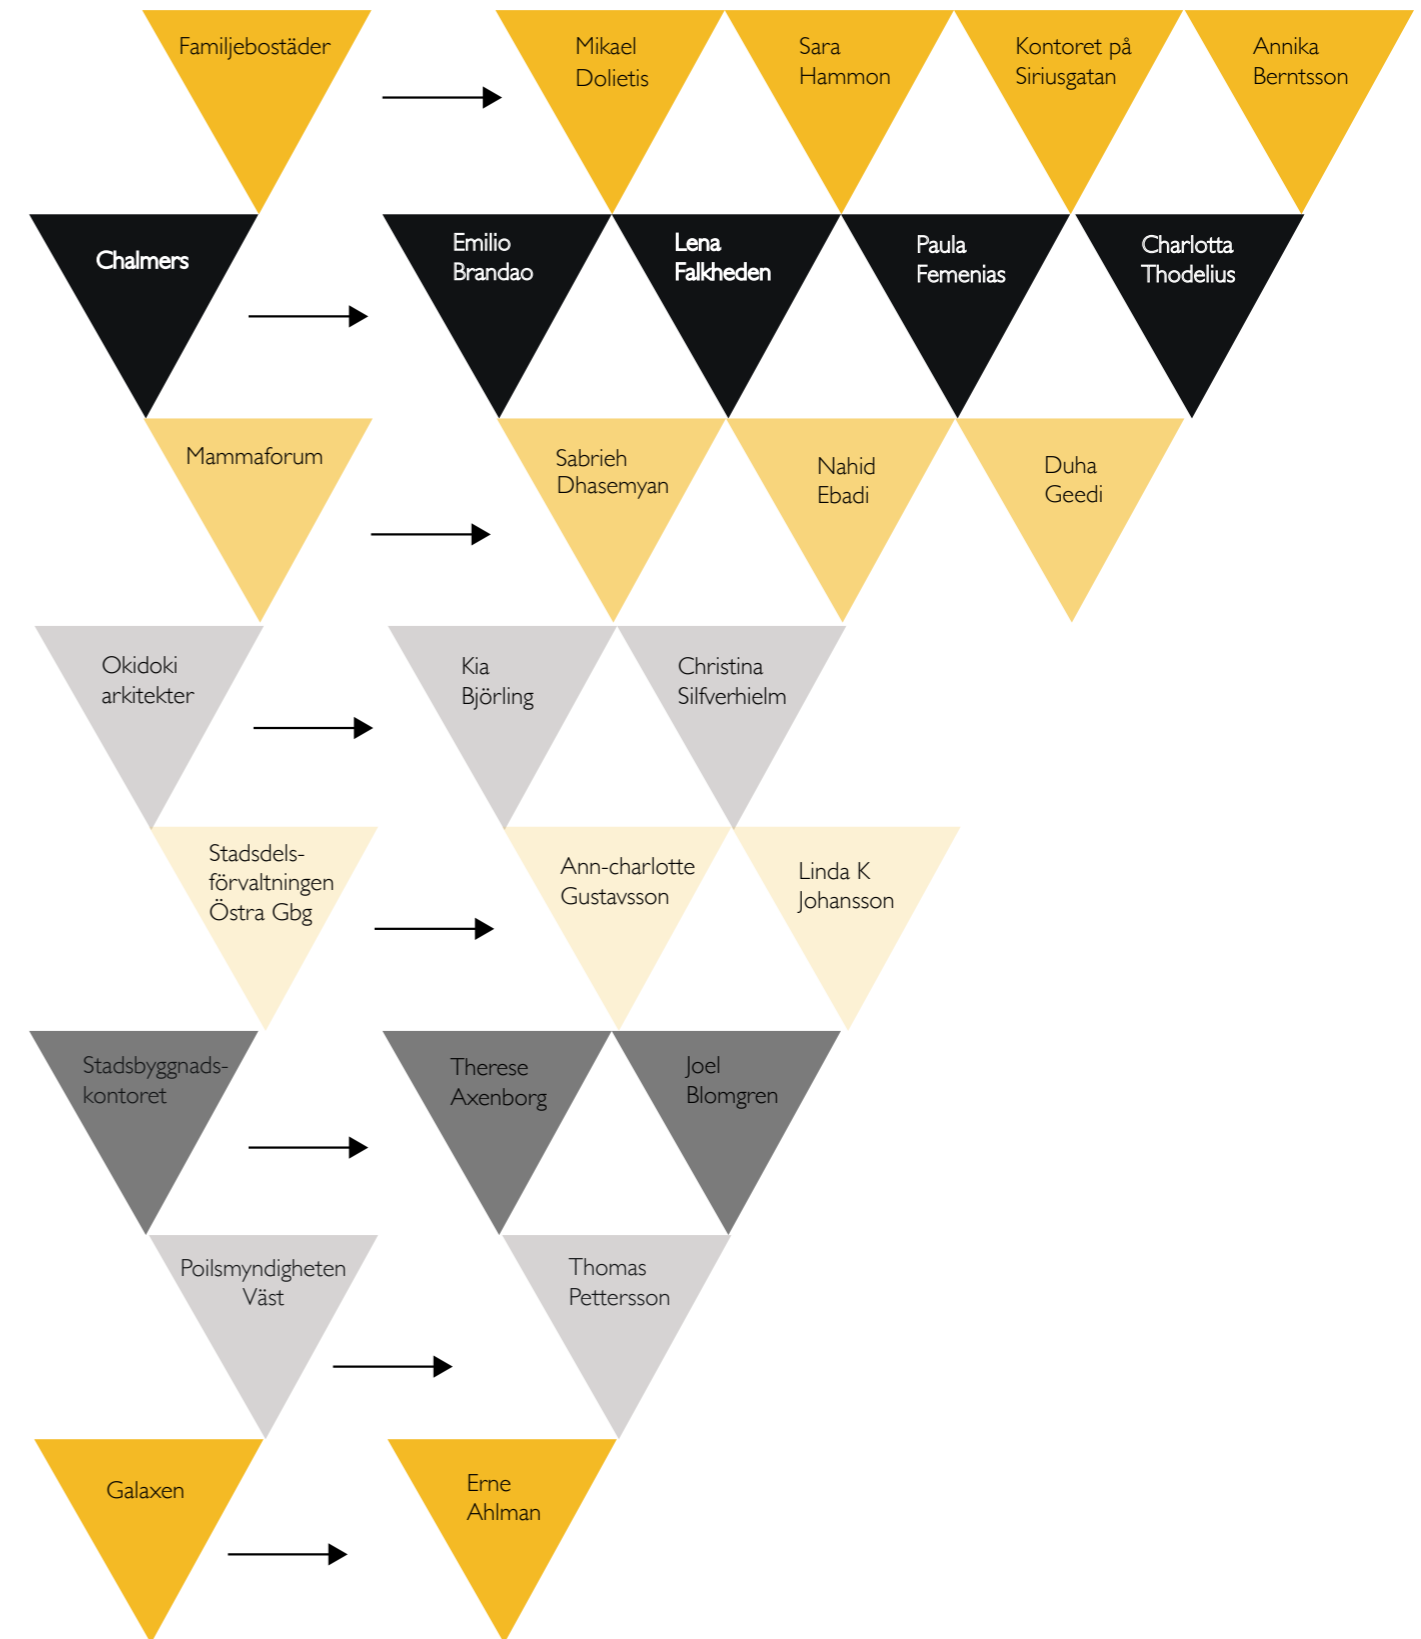 Familjebostäder
Mikael
Dolietis
Sara
Hammon
Kontoret på
Siriusgatan
Annika
Berntsson
Chalmers
Emilio
Brandao
Lena
Falkheden
Paula
Femenias
Charlotta
Thodelius
Mammaforum
Sabrieh
Dhasemyan
Nahid
Ebadi
Duha
Geedi
Okidoki
arkitekter
Kia
Björling
Christina
Silfverhielm
Stadsdels-
förvaltningen
Östra Gbg
Ann-charlotte
Gustavsson
Linda K
Johansson
Stadsbyggnads-
kontoret
Therese
Axenborg
Joel
Blomgren
Poilsmyndigheten
Väst
Thomas
Pettersson
Galaxen
Erne
Ahlman